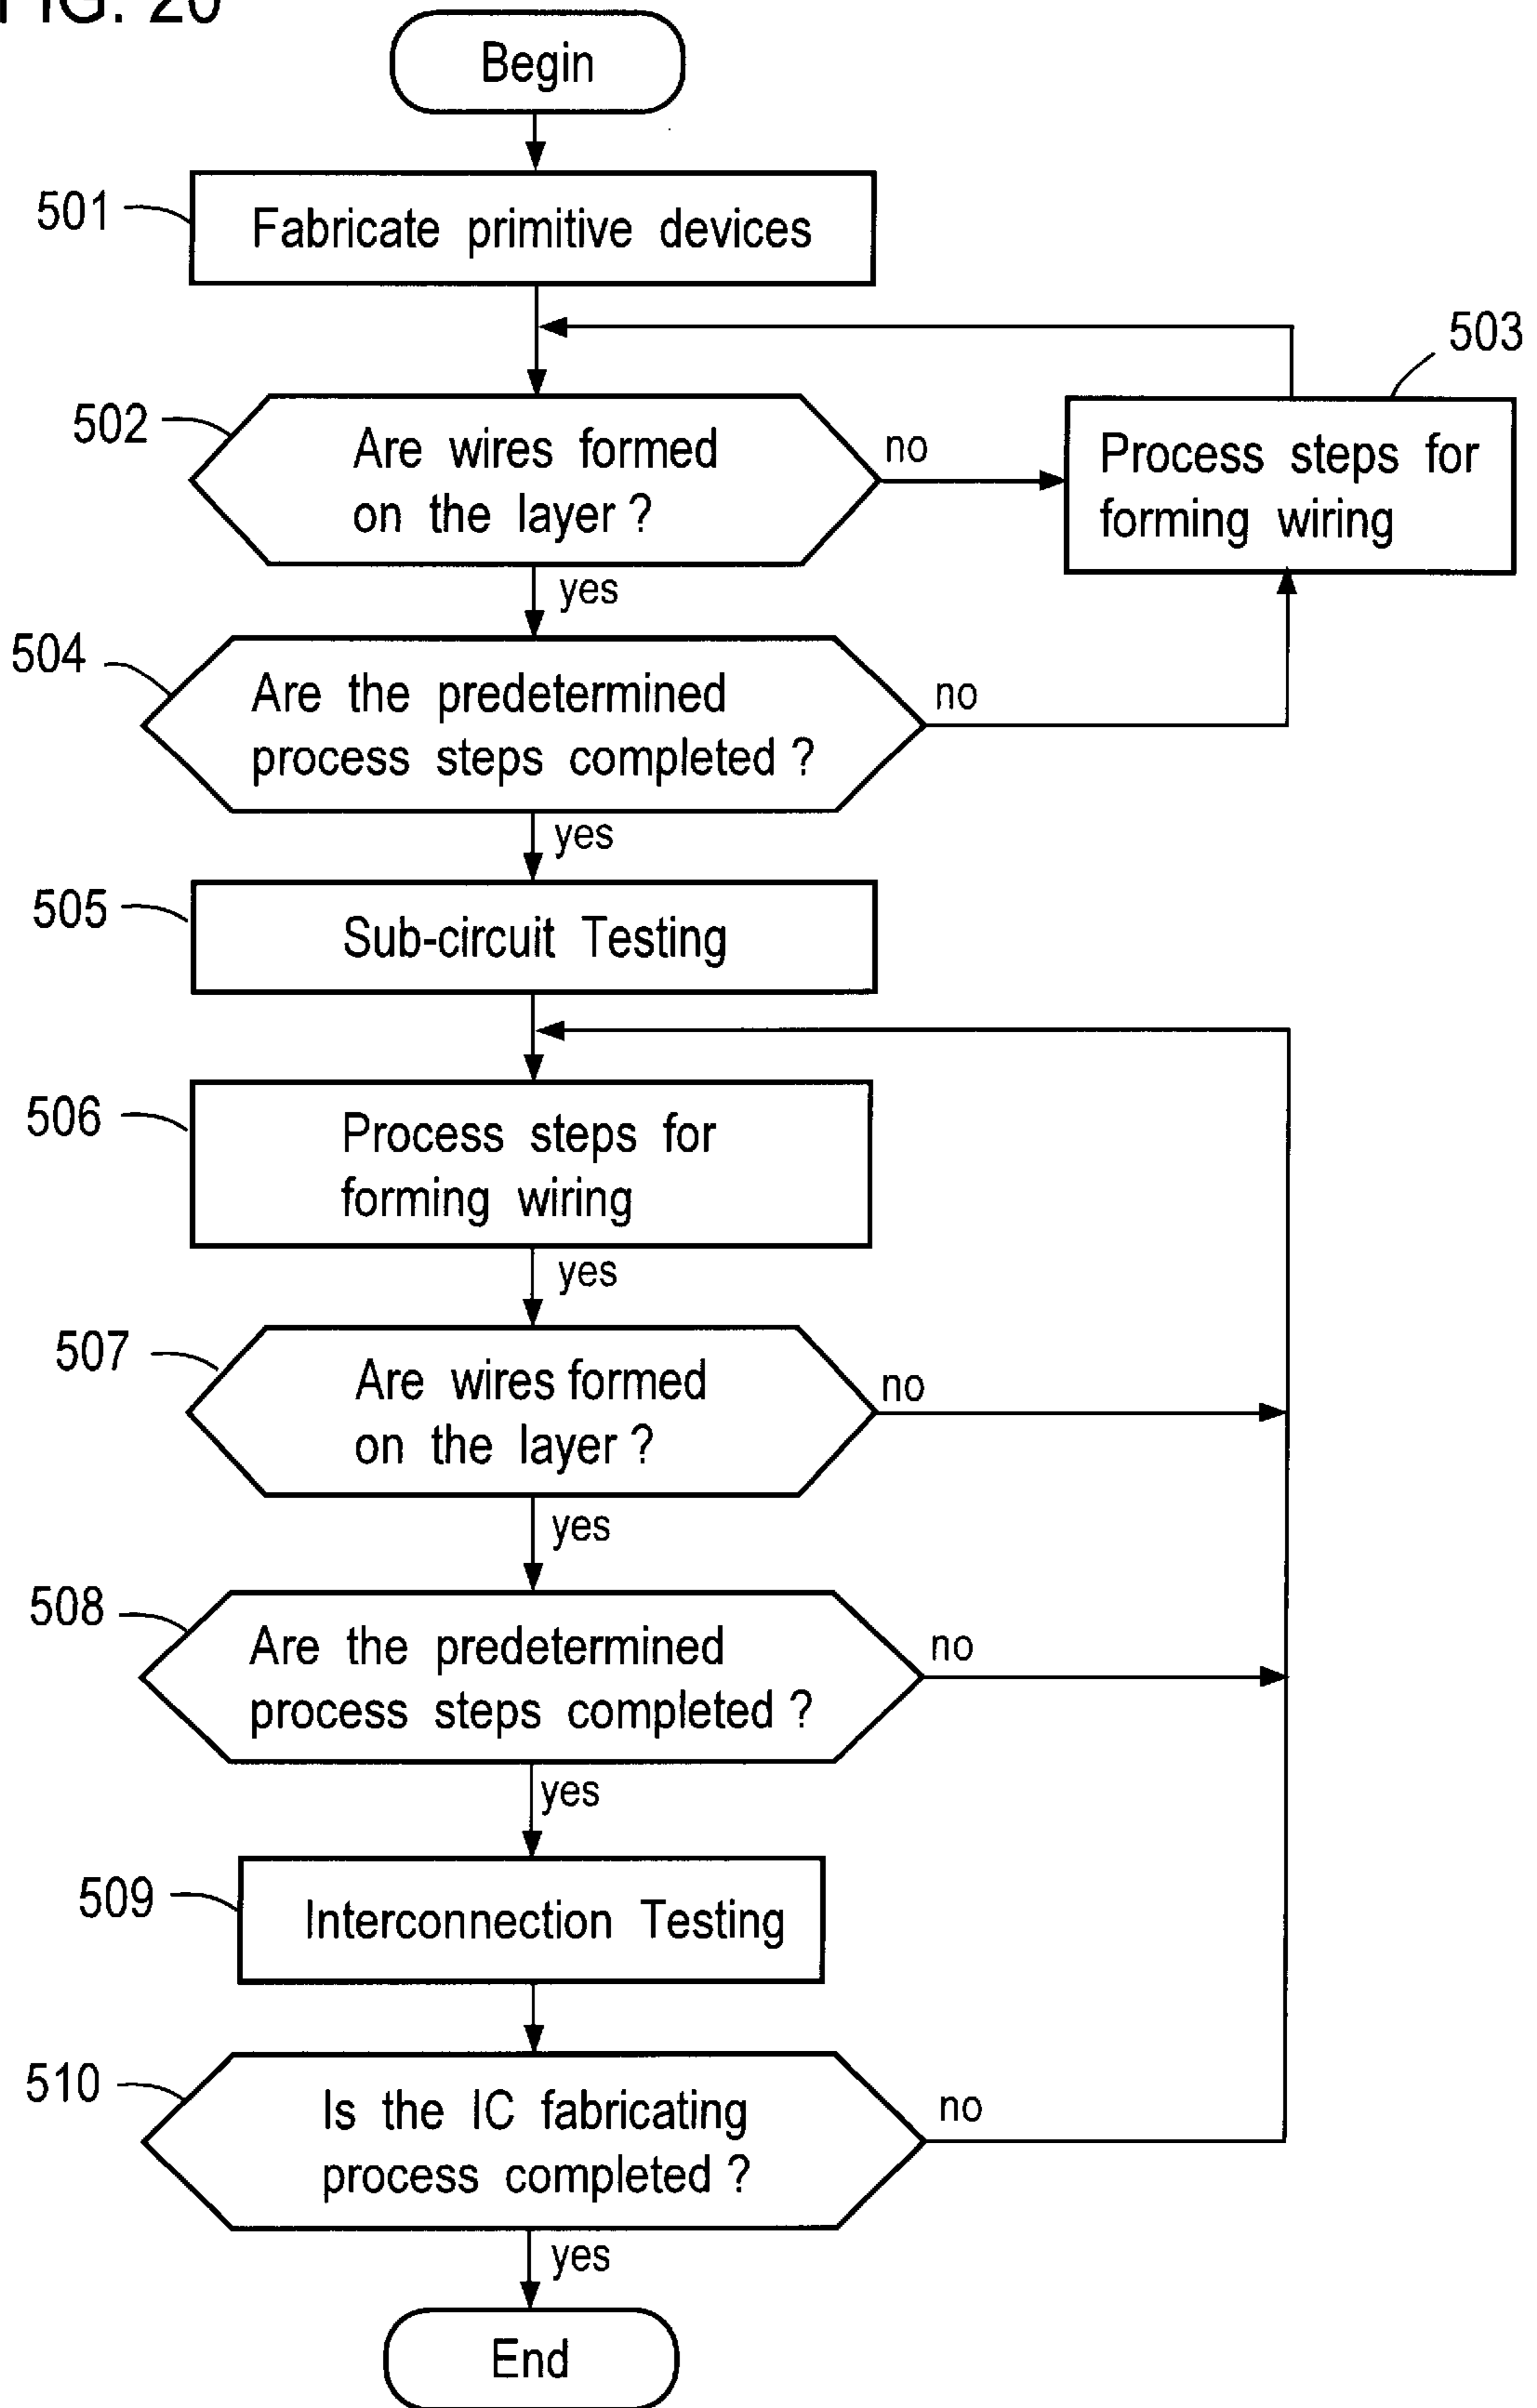 FIG. 20
Begin
501
Fabricate primitive devices
503
502
Are wires formed
on the layer ?
no
Process steps for
forming wiring
yes
504
Are the predetermined
process steps completed ?
no
yes
505
Sub-circuit Testing
506
Process steps for
forming wiring
yes
507
Are wires formed
on the layer ?
no
yes
508
Are the predetermined
process steps completed ?
no
yes
509
Interconnection Testing
510
Is the IC fabricating
process completed ?
no
yes
End